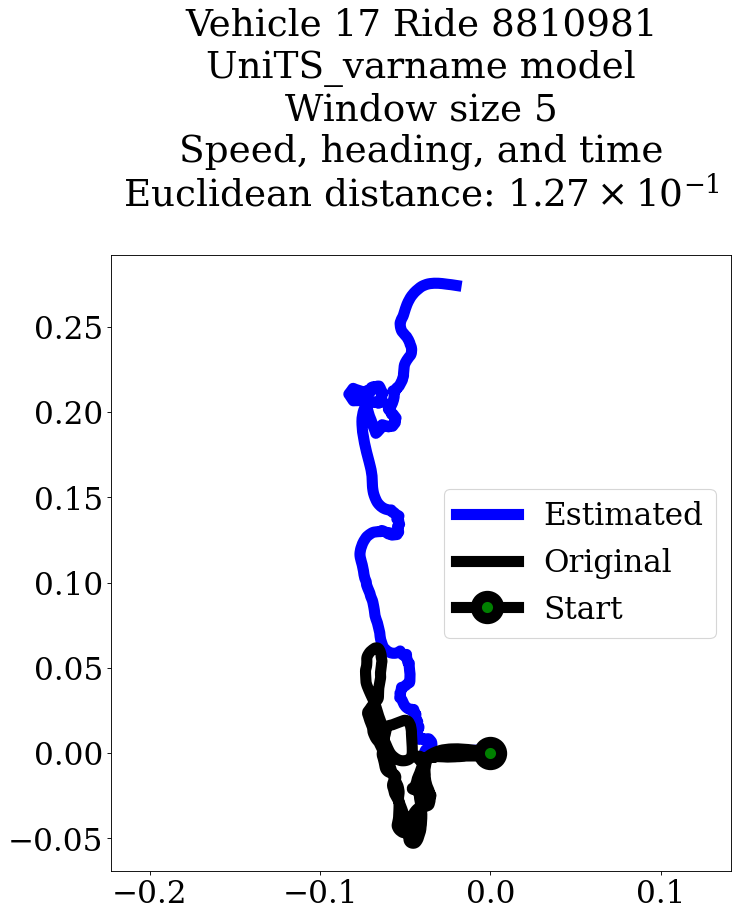 Vehicle 17 Ride 8810981
UniTS_varname model
Window size 5
Speed, heading, and time
Euclidean distance: 1.27 × 10⁻¹
0.25
0.20
0.15
0.10
0.05
0.00
−0.05
Estimated
Original
Start
−0.2
−0.1
0.0
0.1